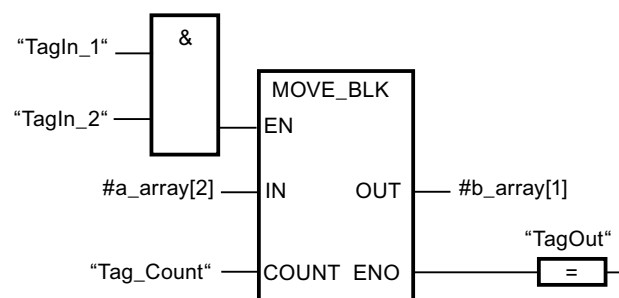 “TagIn_1“
&
“TagIn_2“
MOVE_BLK
EN
#a_array[2] IN OUT #b_array[1]
"TagOut“
“Tag_Count“ COUNT ENO =